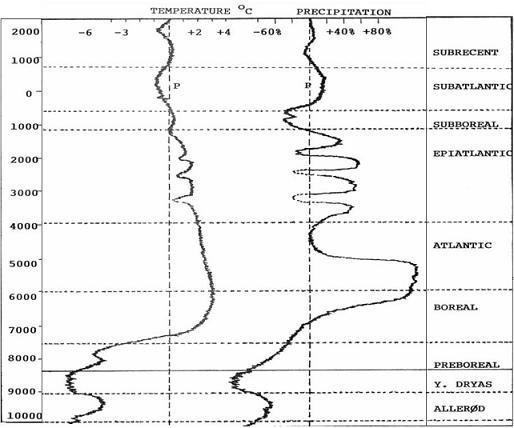 TEMPERATURE °C PRECIPITATION
2000 -6 -3 +2 +4 -60% +40% +80%
SUBRECENT
1000
SUBATLANTIC
0 P P
SUBBOREAL
1000
EPIATLANTIC
2000
3000
4000
ATLANTIC
5000
6000
BOREAL
7000
8000
PREBOREAL
Y. DRYAS
9000
ALLERØD
10000